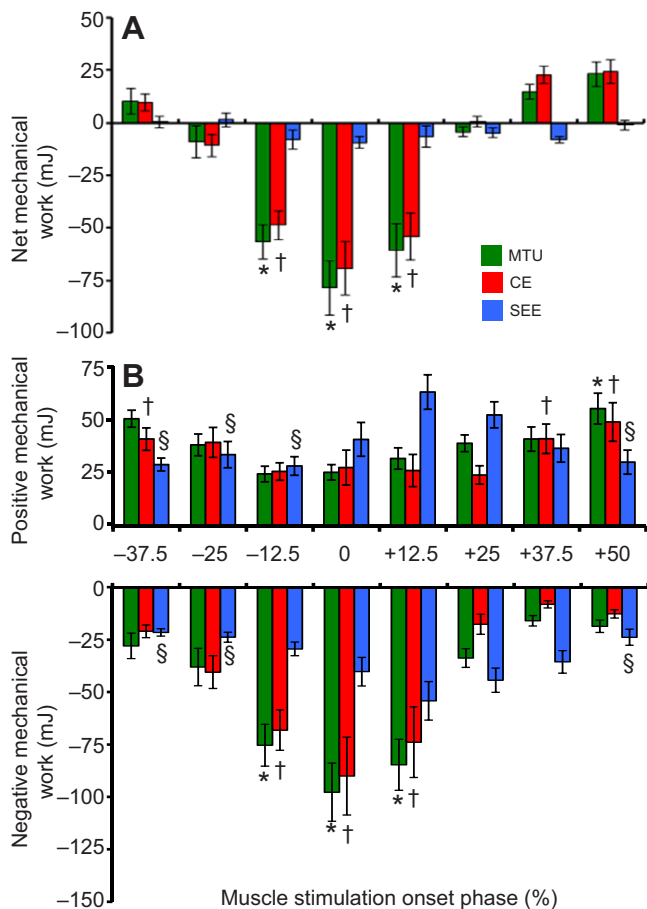 A
50
25
0
–25
–50
–75
–100
Net mechanical
work (mJ)
* †
* †
* †
MTU
CE
SEE
B
75
50
25
0
Positive mechanical
work (mJ)
† §
§
§
†
* † §
–37.5 –25 –12.5 0 +12.5 +25 +37.5 +50
0
–25
–50
–75
–100
–125
–150
Negative mechanical
work (mJ)
§
§
* †
* †
* †
§
Muscle stimulation onset phase (%)